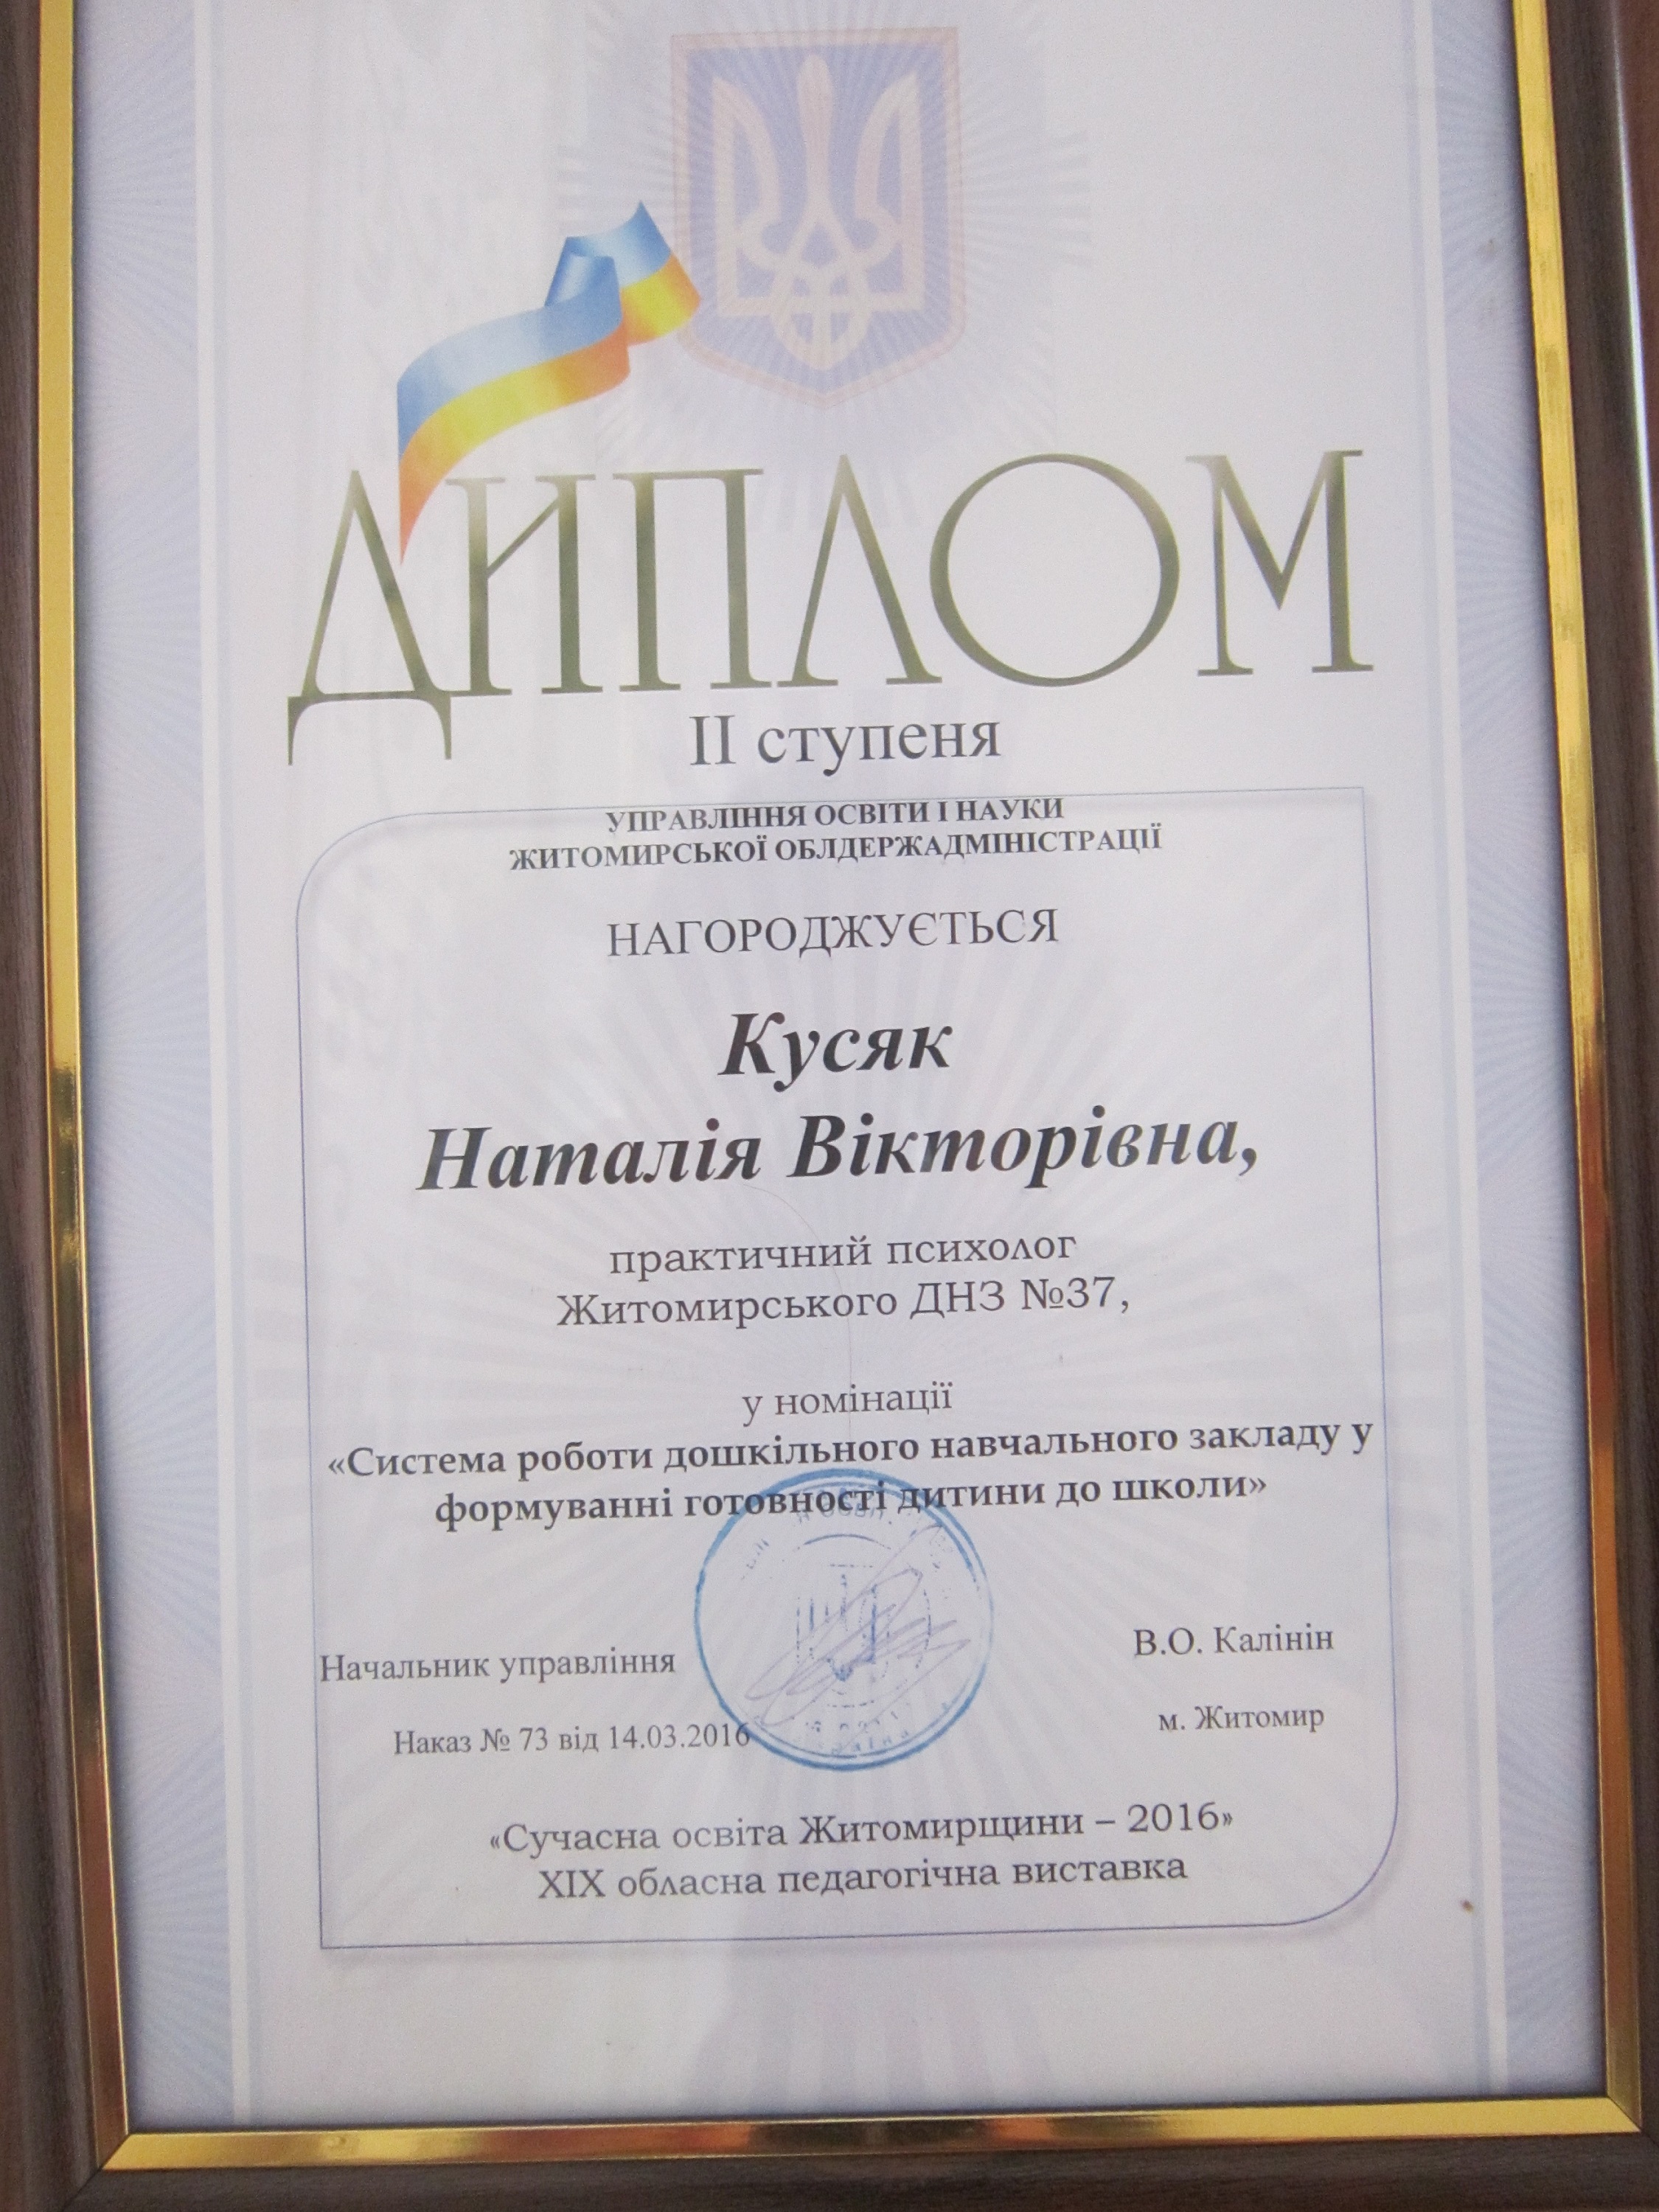 ДИПЛОМ
ІІ ступеня
УПРАВЛІННЯ ОСВІТИ І НАУКИ
ЖИТОМИРСЬКОЇ ОБЛДЕРЖАДМІНІСТРАЦІЇ
НАГОРОДЖУЄТЬСЯ
Кусяк
Наталія Вікторівна,
практичний психолог
Житомирського ДНЗ №37,
у номінації
«Система роботи дошкільного навчального закладу у
формуванні готовності дитини до школи»
Начальник управління В.О. Калінін
Наказ № 73 від 14.03.2016 м. Житомир
«Сучасна освіта Житомирщини – 2016»
ХІХ обласна педагогічна виставка